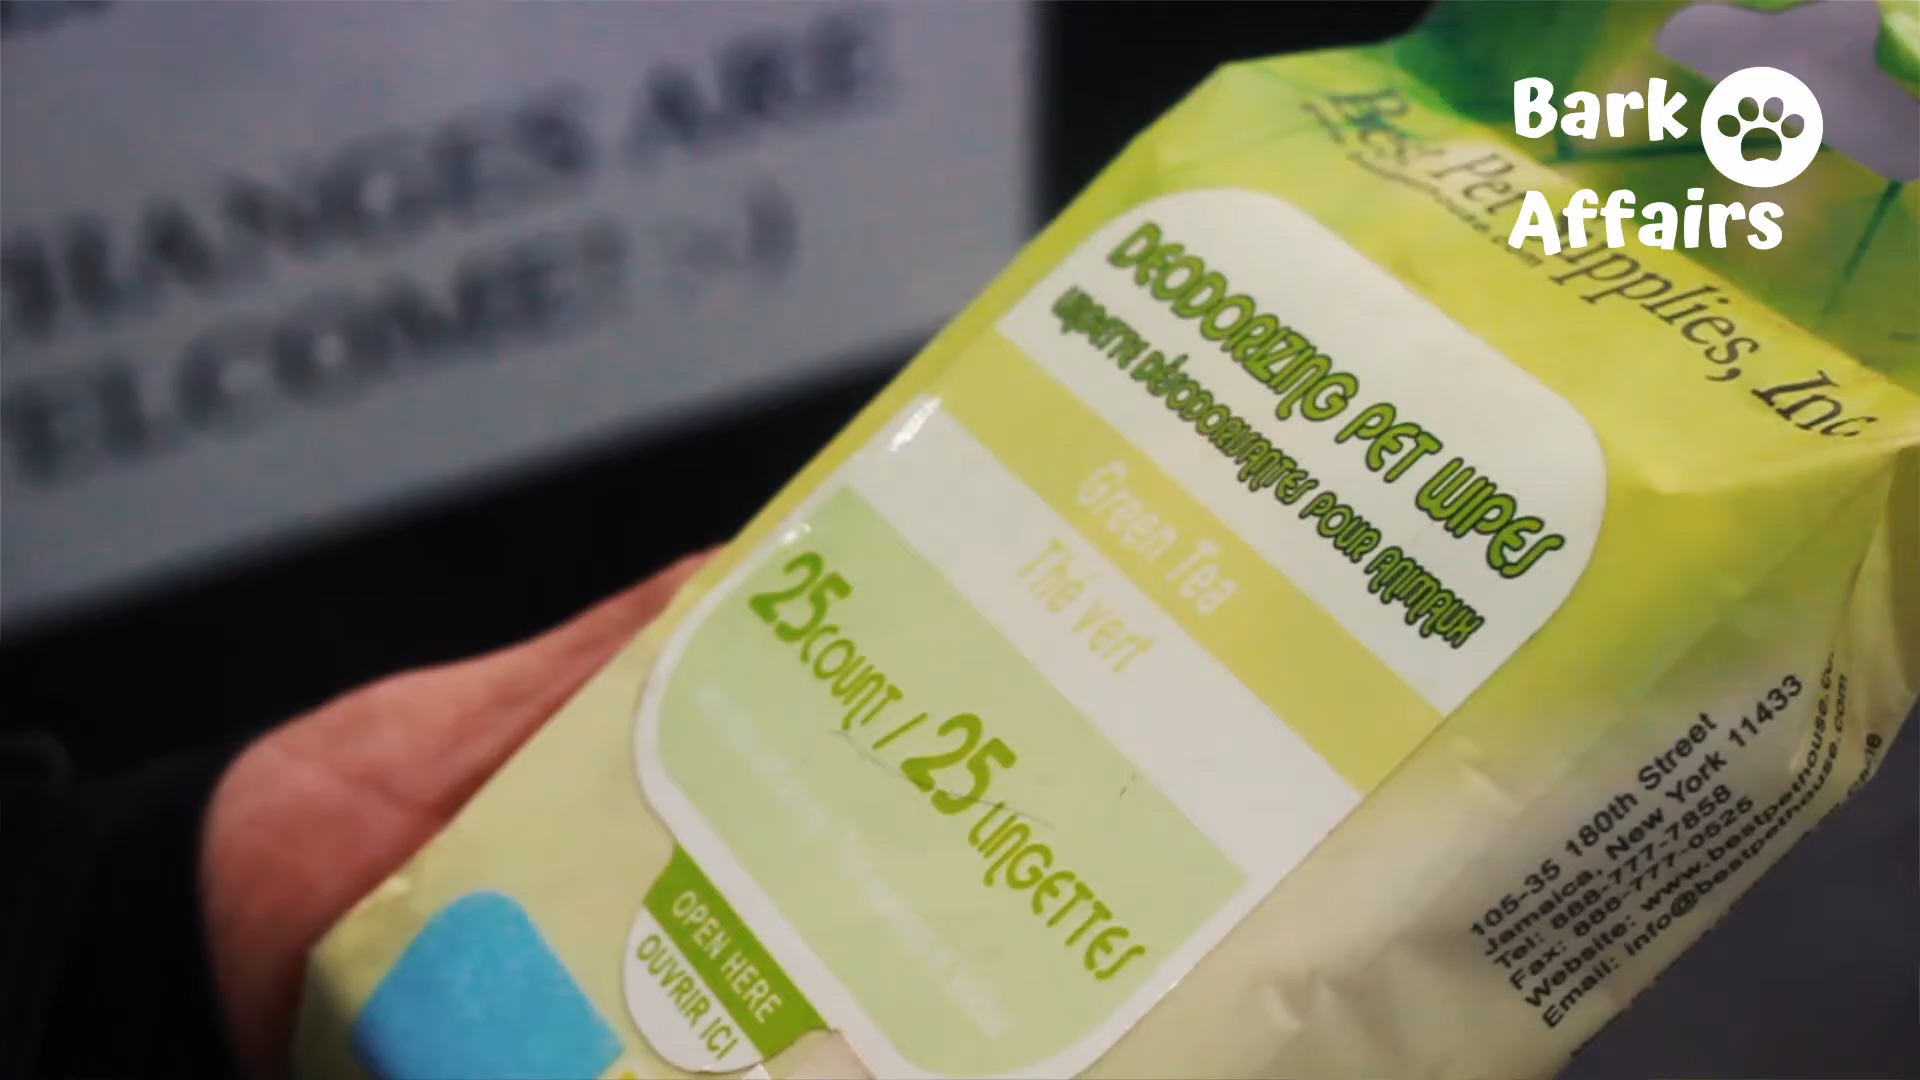 ARE
Bark
Affairs
Best Pet Supplies, Inc
DEODORIZING PET WIPES
LINGETTE DÉODORISANTES POUR ANIMAUX
Green Tea
Thé vert
25 COUNT / 25 LINGETTES
OPEN HERE
OUVRIR ICI
105-35 180th Street
Jamaica, New York 11433
Tel: 888-777-7858
Fax: 888-777-0525
Website: www.bestpethouse.com
Email: info@bestpethouse.com